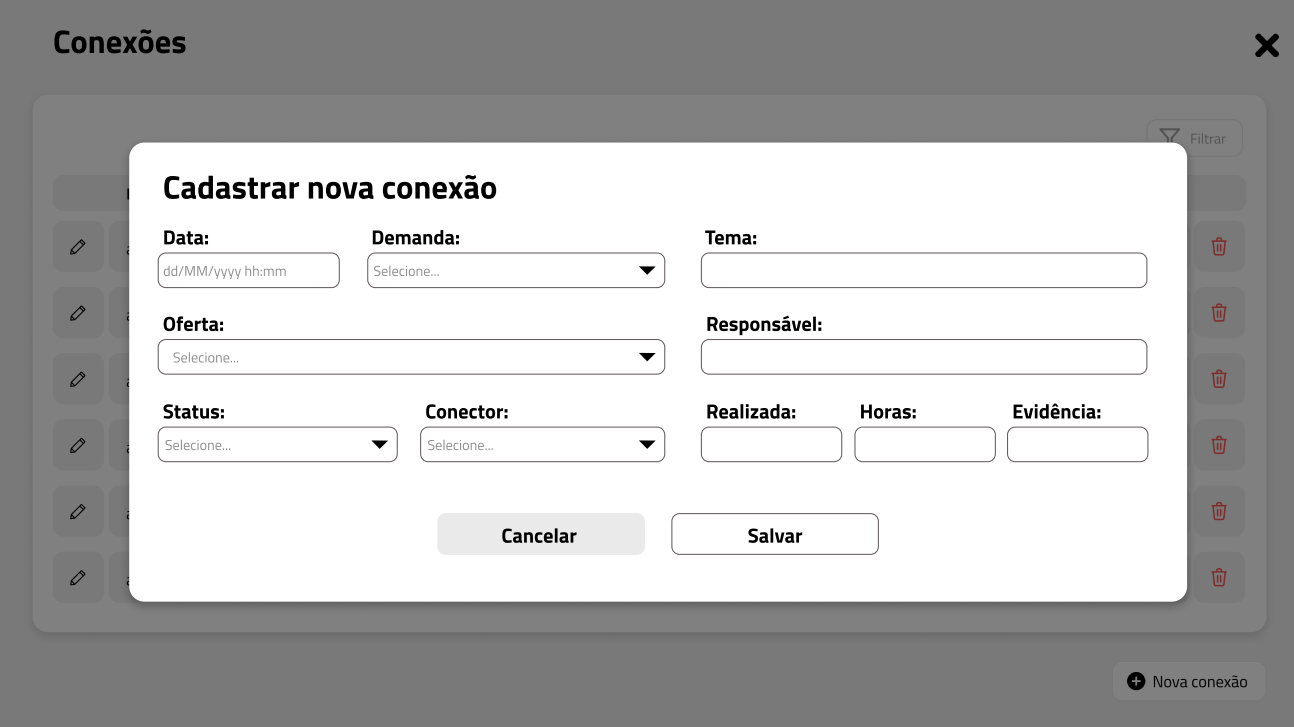 Conexões
Filtrar
Cadastrar nova conexão
Data: Demanda: Tema:
dd/MM/yyyy hh:mm Selecione...
Oferta: Responsável:
Selecione...
Status: Conector: Realizada: Horas: Evidência:
Selecione... Selecione...
Cancelar Salvar
Nova conexão